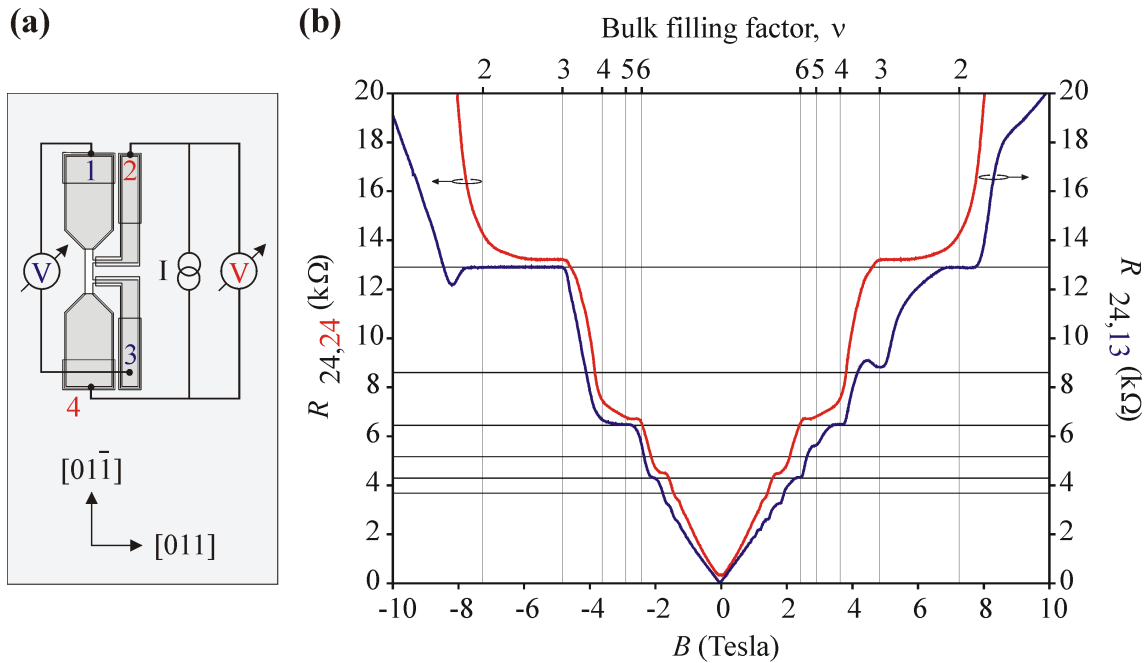 (a)
(b)
Bulk filling factor, ν
2 3 4 5 6 6 5 4 3 2
1
2
V
I
V
3
4
[011̄]
[011]
20
18
16
14
12
10
8
6
4
2
0
R 24,24 (kΩ)
20
18
16
14
12
10
8
6
4
2
0
R 24,13 (kΩ)
-10 -8 -6 -4 -2 0 2 4 6 8 10
B (Tesla)